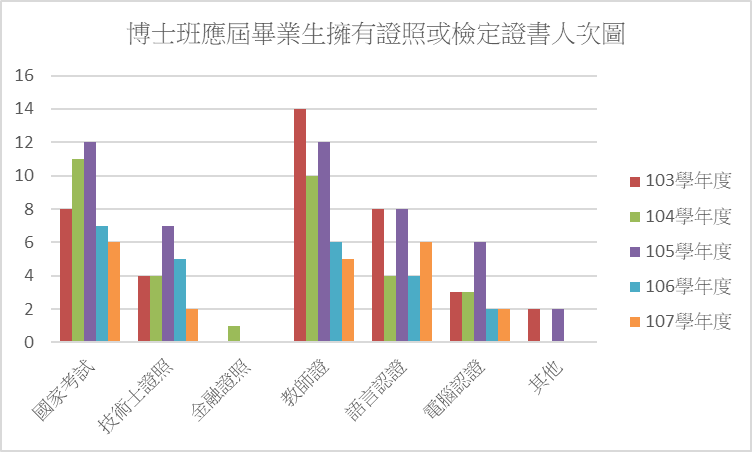 博士班應屆畢業生擁有證照或檢定證書人次圖
16
14
12
10
8
6
4
2
0
國家考試
技術士證照
金融證照
教師證
語言認證
電腦認證
其他
103學年度
104學年度
105學年度
106學年度
107學年度